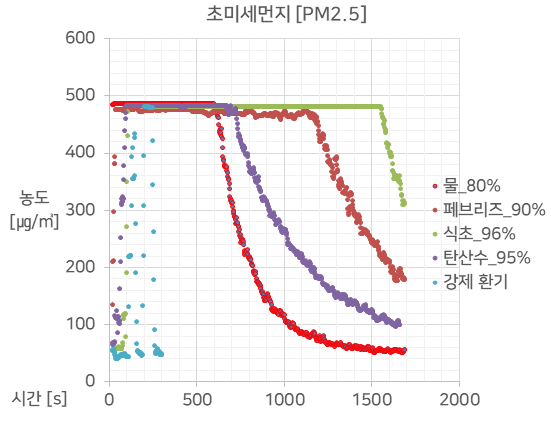 초미세먼지 [PM2.5]
600
500
400
300
200
100
0
농도
[μg/㎥]
시간 [s]
0
500
1000
1500
2000
물_80%
페브리즈_90%
식초_96%
탄산수_95%
강제 환기